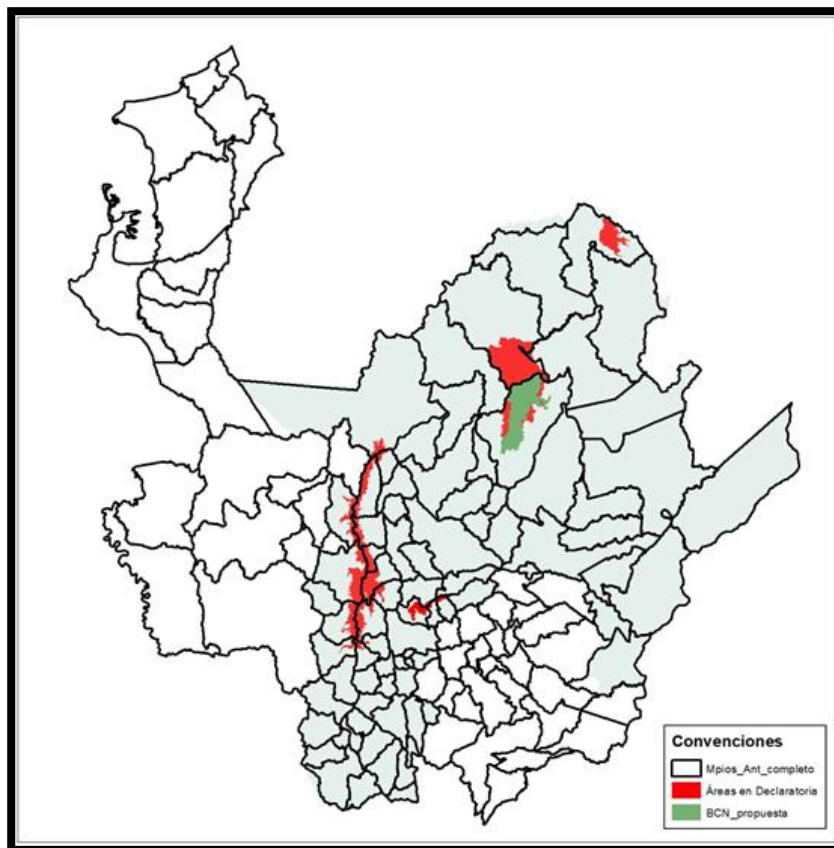 Convenciones
Mpios_Ant_completo
Áreas en Declaratoria
BCN_propuesta